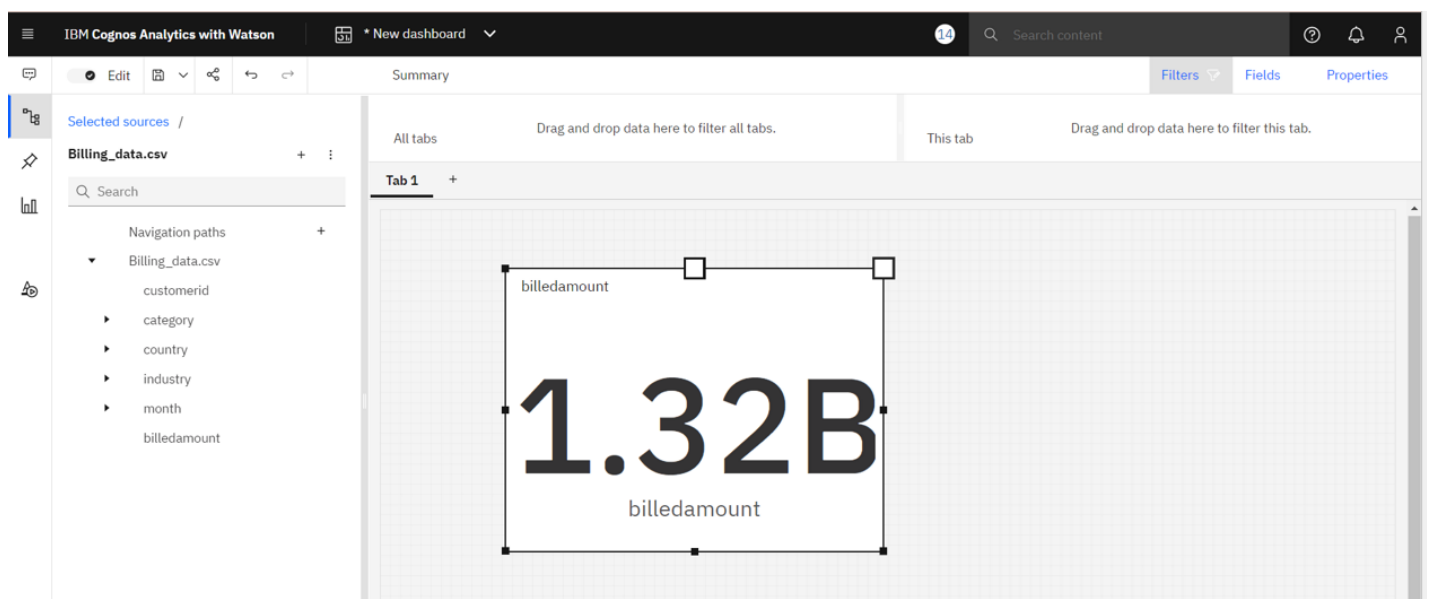 IBM Cognos Analytics with Watson
* New dashboard
14
Search content
Edit
Summary
Filters
Fields
Properties
Selected sources /
Billing_data.csv
Search
Navigation paths
Billing_data.csv
customerid
category
country
industry
month
billedamount
All tabs
Drag and drop data here to filter all tabs.
This tab
Drag and drop data here to filter this tab.
Tab 1
billedamount
1.32B
billedamount